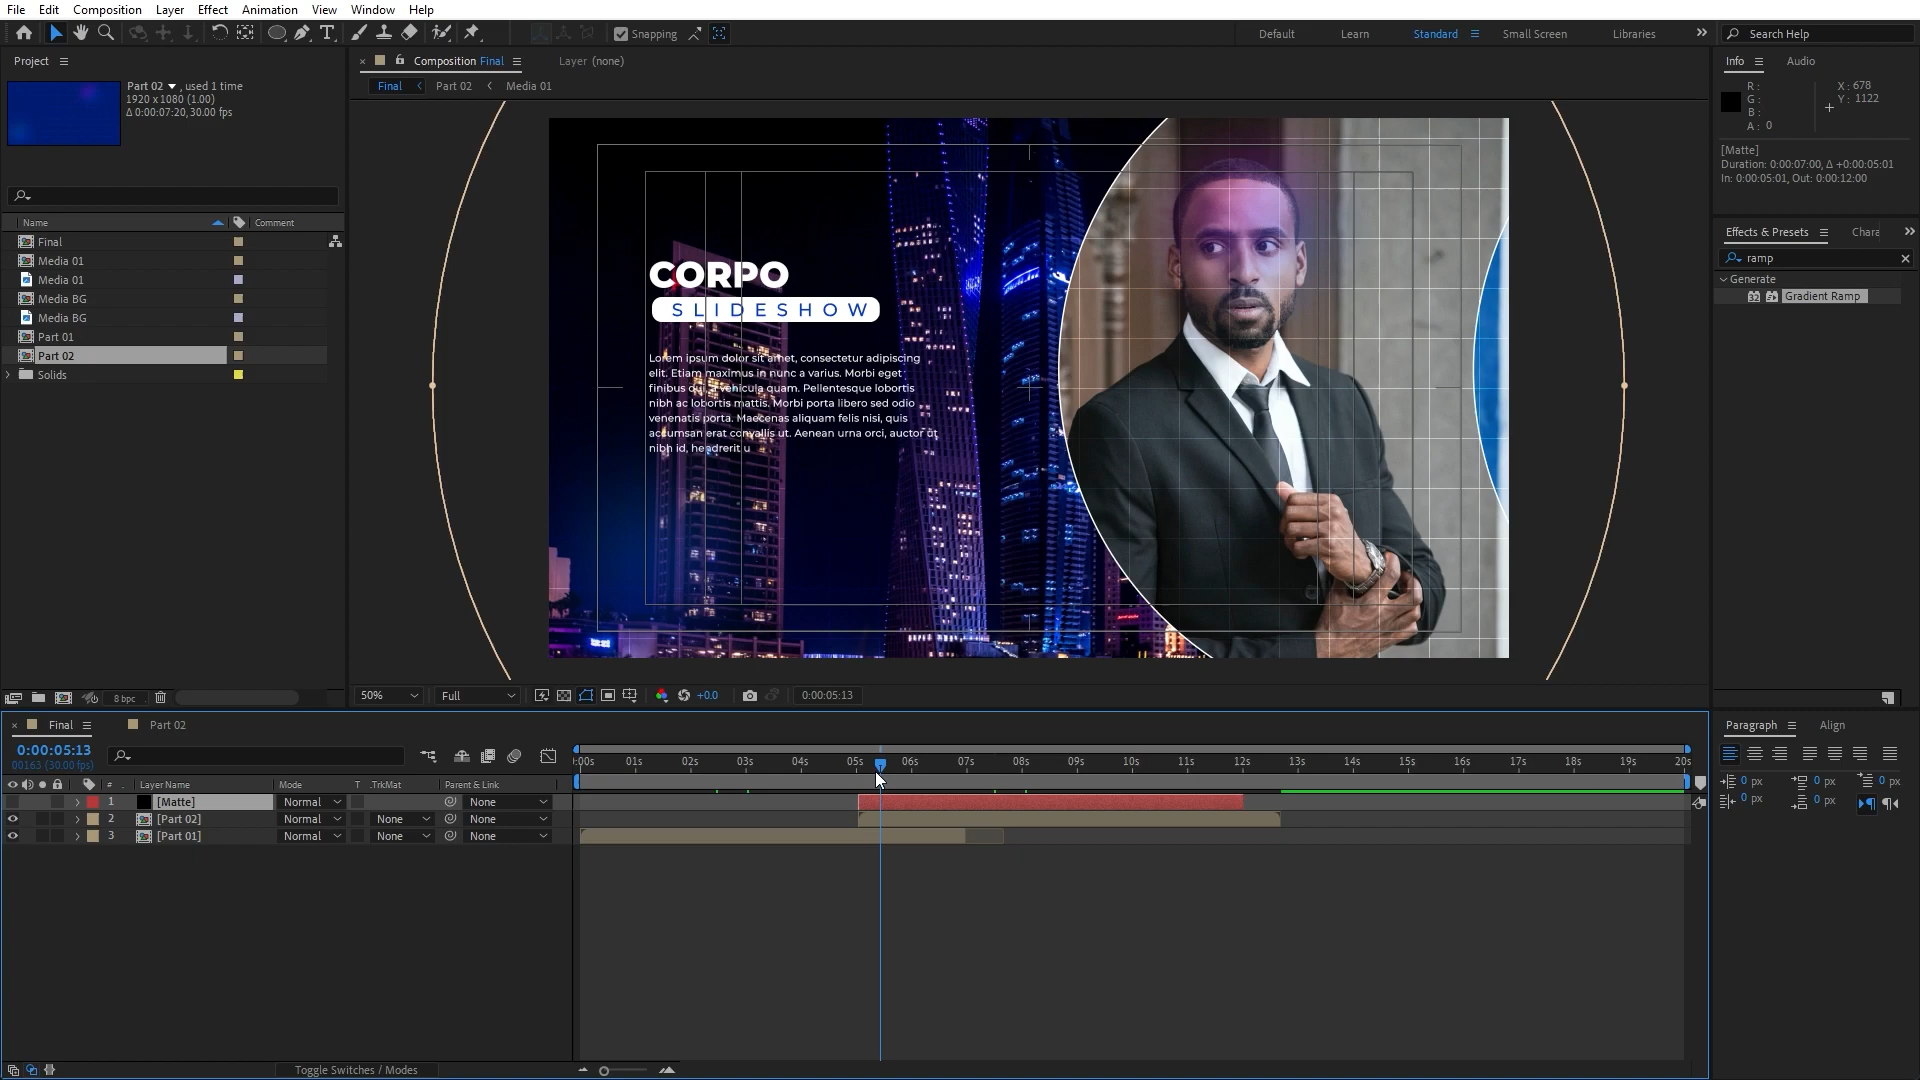 File Edit Composition Layer Effect Animation View Window Help
Snapping
Default Learn Standard Small Screen Libraries
Search Help
Project
Part 02 , used 1 time
1920 x 1080 (1.00)
Δ 0:00:07:20, 30.00 fps
Name Comment
Final
Media 01
Media 01
Media BG
Media BG
Part 01
Part 02
Solids
8 bpc
Composition Final
Layer (none)
Final Part 02 Media 01
CORPO
SLIDESHOW
Lorem ipsum dolor sit amet, consectetur adipiscing
elit. Etiam maximus in nunc a varius. Morbi eget
finibus dui, a vehicula quam. Pellentesque lobortis
nibh ac lobortis mattis. Morbi porta libero sed odio
venenatis porta. Maecenas aliquam felis nisi, quis
accumsan erat convallis ut. Aenean urna orci, auctor ut
nibh id, hendrerit u
50% Full +0.0 0:00:05:13
Info Audio
R :
G :
B :
A : 0
X : 678
Y : 1122
[Matte]
Duration: 0:00:07:00, Δ +0:00:05:01
In: 0:00:05:01, Out: 0:00:12:00
Effects & Presets Chara
ramp
Generate
32 Gradient Ramp
Final Part 02
0:00:05:13
00163 (30.00 fps)
# Layer Name Mode T .TrkMat Parent & Link
1 [Matte] Normal None
2 [Part 02] Normal None None
3 [Part 01] Normal None None
:00s 01s 02s 03s 04s 05s 06s 07s 08s 09s 10s 11s 12s 13s 14s 15s 16s 17s 18s 19s 20s
Toggle Switches / Modes
Paragraph Align
0 px 0 px 0 px
0 px 0 px